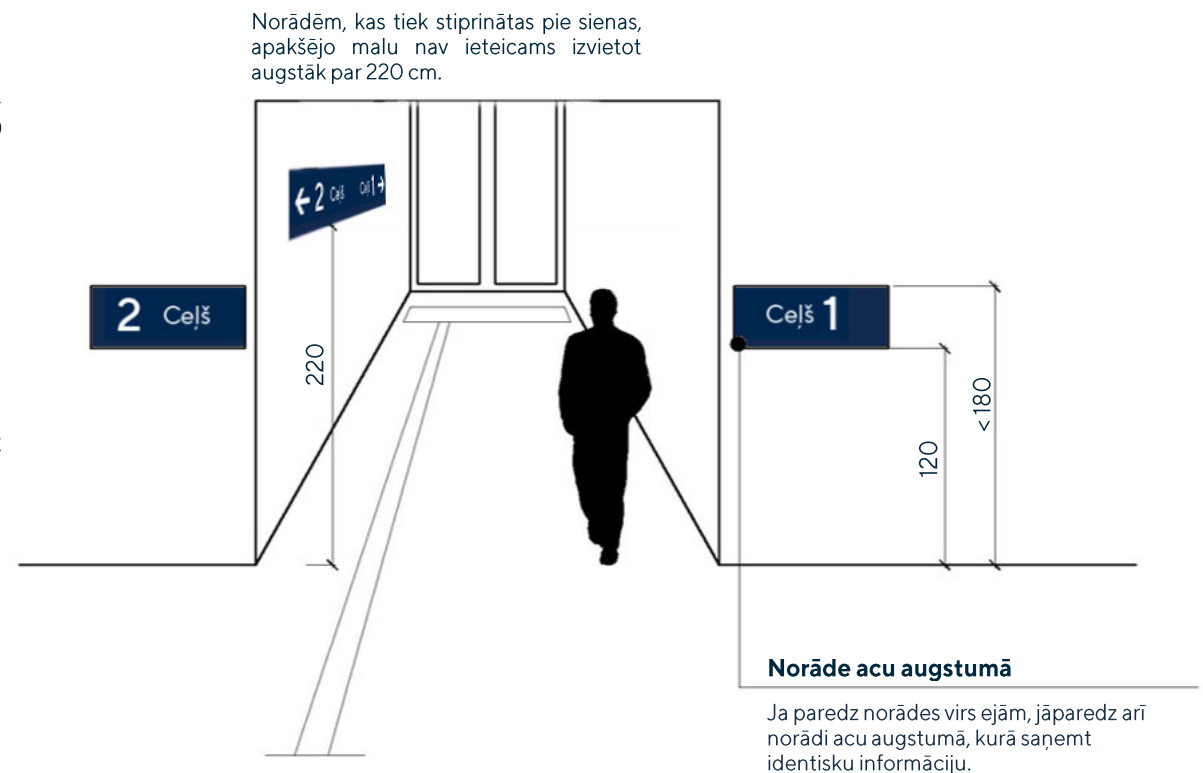 Norādēm, kas tiek stiprinātas pie sienas,
apakšējo malu nav ieteicams izvietot
augstāk par 220 cm.
←2 Ceļš Ceļš 1→
2 Ceļš
Ceļš 1
220
120
<180
Norāde acu augstumā
Ja paredz norādes virs ejām, jāparedz arī
norādi acu augstumā, kurā saņemt
identisku informāciju.